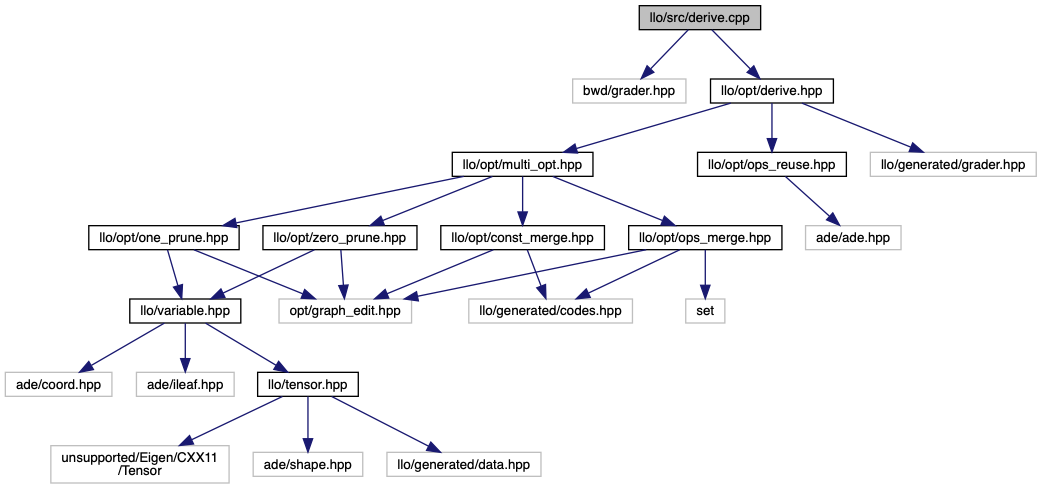 llo/src/derive.cpp
bwd/grader.hpp
llo/opt/derive.hpp
llo/opt/multi_opt.hpp
llo/opt/ops_reuse.hpp
llo/generated/grader.hpp
llo/opt/one_prune.hpp
llo/opt/zero_prune.hpp
llo/opt/const_merge.hpp
llo/opt/ops_merge.hpp
ade/ade.hpp
llo/variable.hpp
opt/graph_edit.hpp
llo/generated/codes.hpp
set
ade/coord.hpp
ade/ileaf.hpp
llo/tensor.hpp
unsupported/Eigen/CXX11
/Tensor
ade/shape.hpp
llo/generated/data.hpp